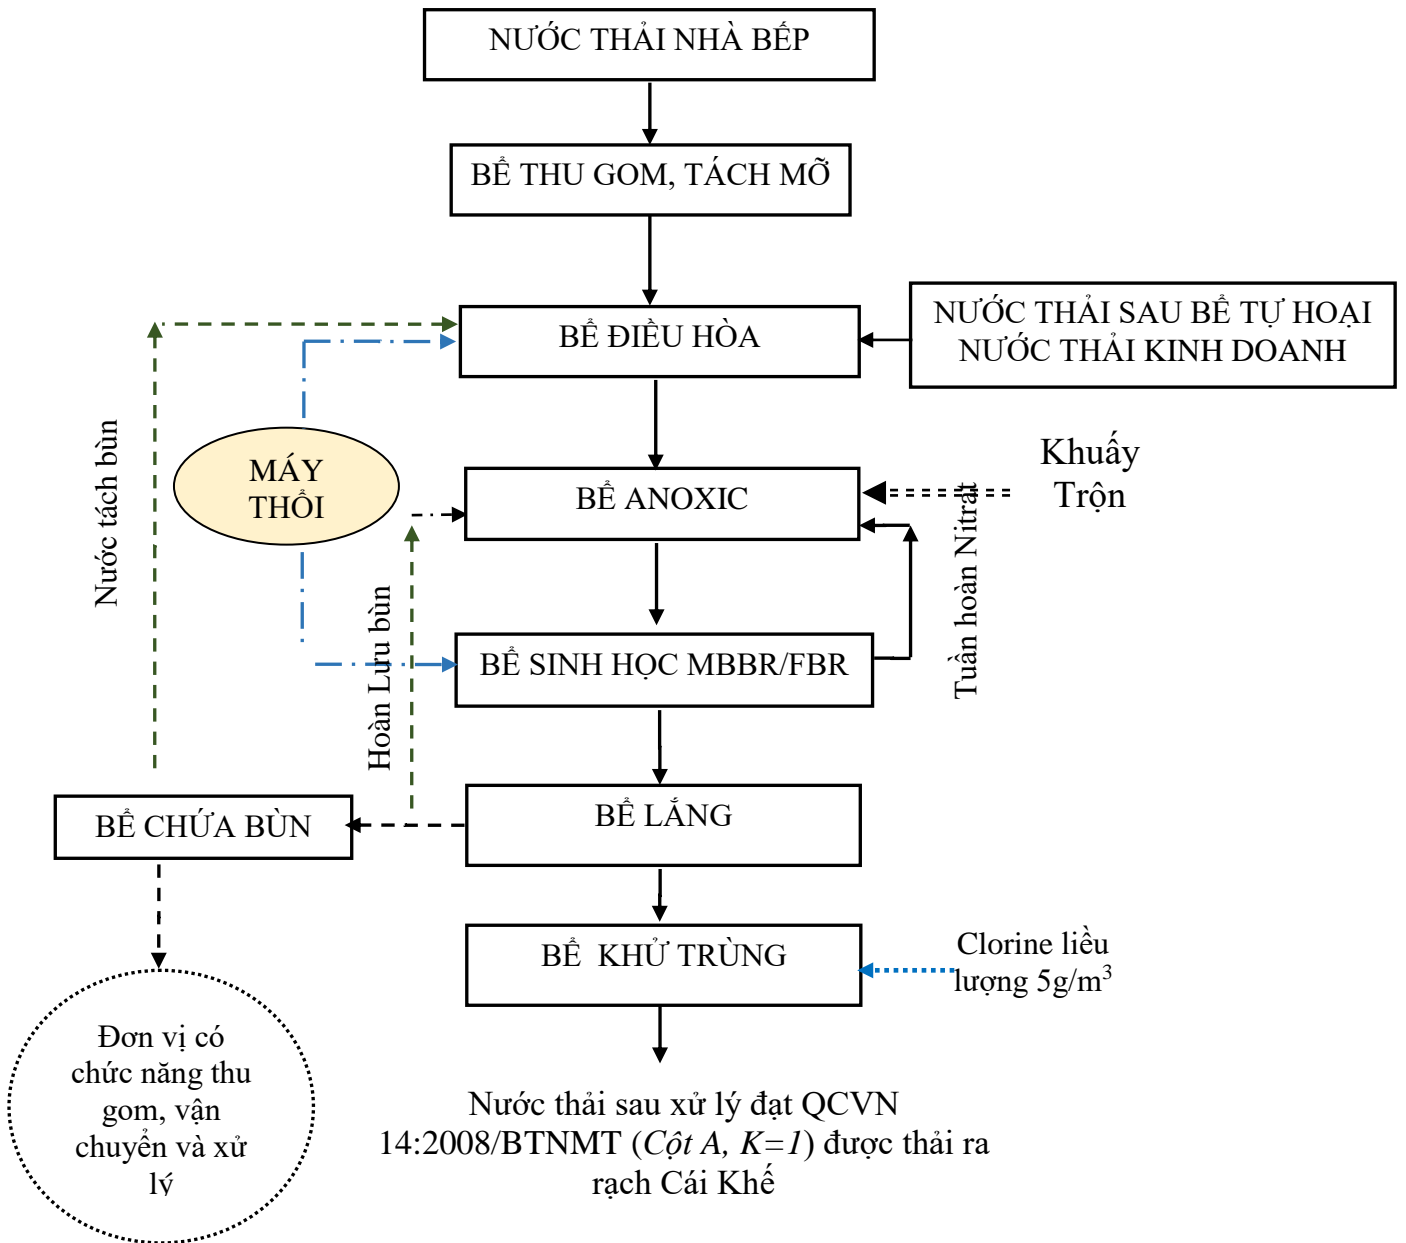 NƯỚC THẢI NHÀ BẾP
BỂ THU GOM, TÁCH MỠ
NƯỚC THẢI SAU BỂ TỰ HOẠI
NƯỚC THẢI KINH DOANH
BỂ ĐIỀU HÒA
Nước tách bùn
MÁY
THỔI
Khuấy
Trộn
BỂ ANOXIC
Tuần hoàn Nitrat
Hoàn Lưu bùn
BỂ SINH HỌC MBBR/FBR
BỂ LẮNG
BỂ CHỨA BÙN
BỂ  KHỬ TRÙNG
Clorine liều
lượng 5g/m³
Đơn vị có
chức năng thu
gom, vận
chuyển và xử
lý
Nước thải sau xử lý đạt QCVN
14:2008/BTNMT (Cột A, K=1) được thải ra
rạch Cái Khế